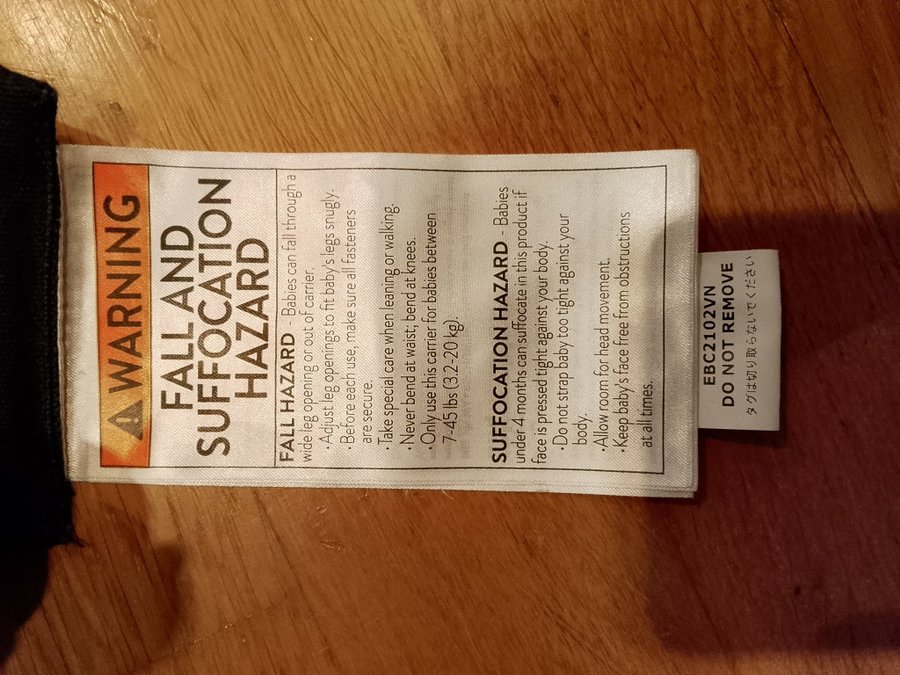 WARNING
FALL AND
SUFFOCATION
HAZARD
FALL HAZARD - Babies can fall through a
wide leg opening or out of carrier.
· Adjust leg openings to fit baby's legs snugly.
· Before each use, make sure all fasteners
are secure.
· Take special care when leaning or walking.
· Never bend at waist; bend at knees.
· Only use this carrier for babies between
7-45 lbs (3.2-20 kg).
SUFFOCATION HAZARD - Babies
under 4 months can suffocate in this product if
face is pressed tight against your body.
· Do not strap baby too tight against your
body.
· Allow room for head movement.
· Keep baby's face free from obstructions
at all times.
EBC2102VN
DO NOT REMOVE
タグは切り取らないでください